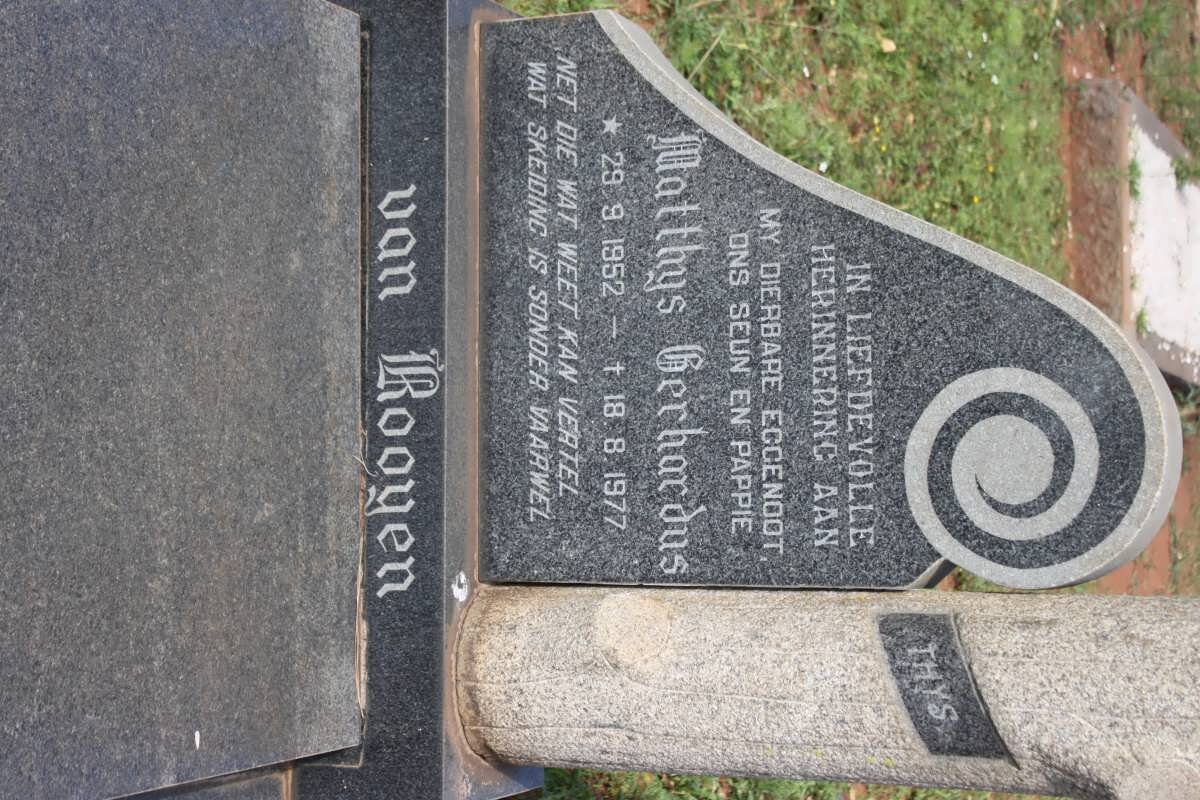 IN LIEFDEVOLLE
HERINNERING AAN
MY DIERBARE EGGENOOT,
ONS SEUN EN PAPPIE
Matthys Gerhardus
★ 29 9 1952 – † 18 8 1977
NET DIE WAT WEET KAN VERTEL
WAT SKEIDING IS SONDER VAARWEL
THYS
van Rooyen